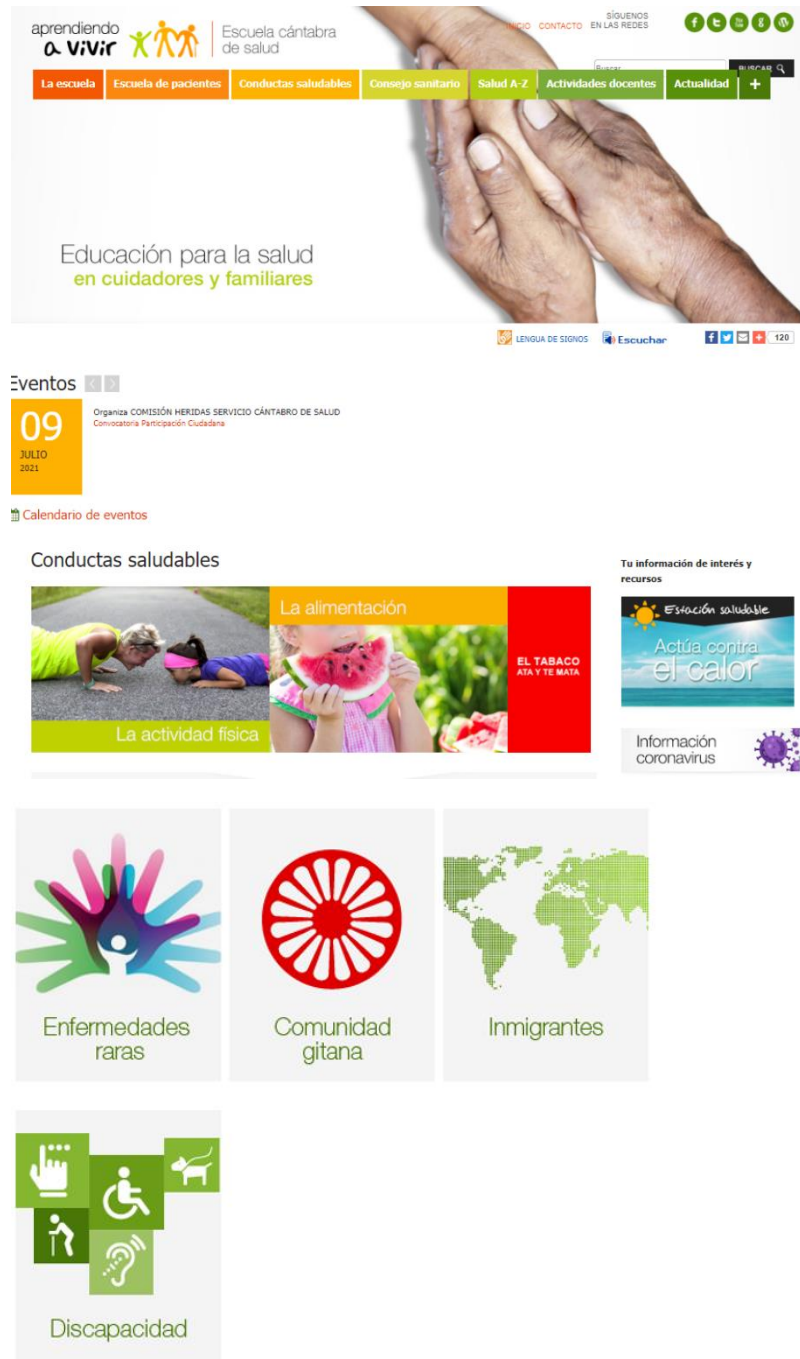 aprendiendo
a vivir
Escuela cántabra
de salud
INICIO CONTACTO
SÍGUENOS
EN LAS REDES
Buscar
BUSCAR
La escuela Escuela de pacientes Conductas saludables Consejo sanitario Salud A-Z Actividades docentes Actualidad +
Educación para la salud
en cuidadores y familiares
LENGUA DE SIGNOS Escuchar 120
Eventos
09
JULIO
2021
Organiza COMISIÓN HERIDAS SERVICIO CÁNTABRO DE SALUD
Convocatoria Participación Ciudadana
Calendario de eventos
Conductas saludables
La actividad física
La alimentación
EL TABACO
ATA Y TE MATA
Tu información de interés y
recursos
Estación saludable
Actúa contra
el calor
Información
coronavirus
Enfermedades
raras
Comunidad
gitana
Inmigrantes
Discapacidad